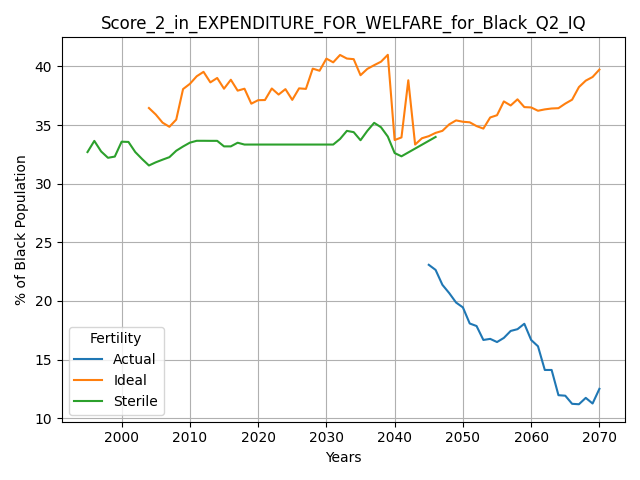 Score_2_in_EXPENDITURE_FOR_WELFARE_for_Black_Q2_IQ
% of Black Population
40
35
30
25
20
15
10
Fertility
Actual
Ideal
Sterile
2000 2010 2020 2030 2040 2050 2060 2070
Years